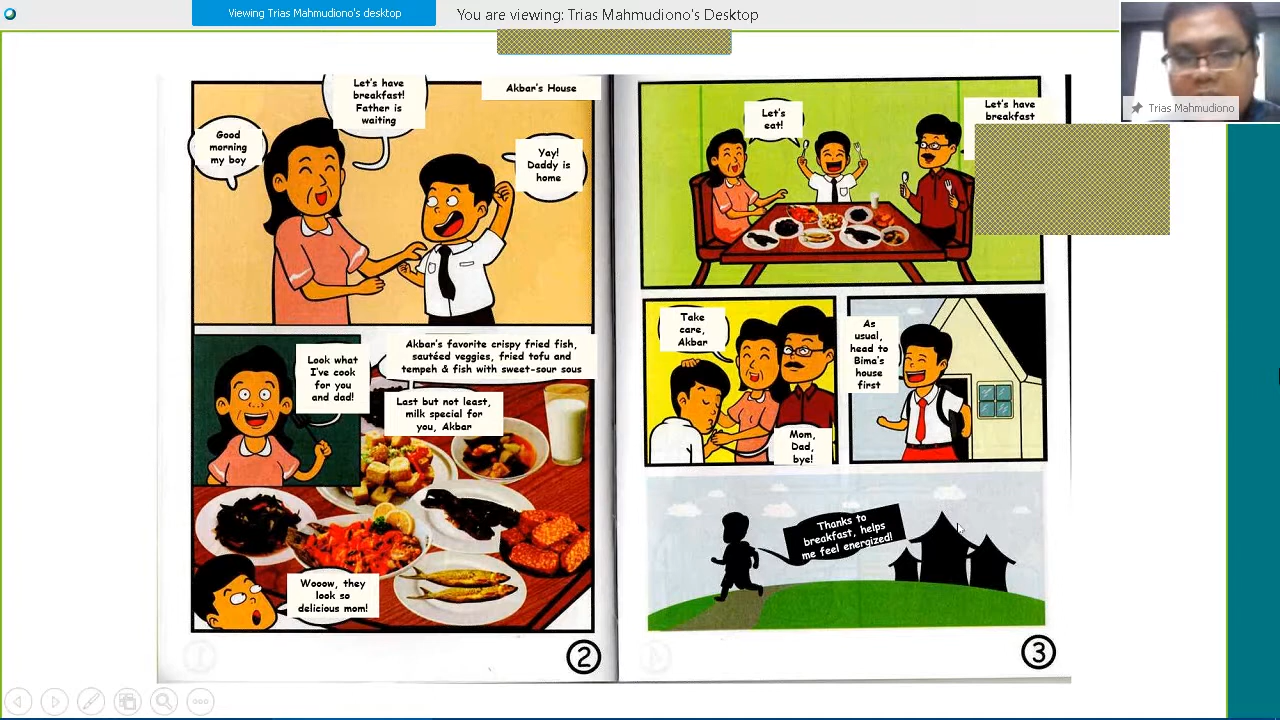 Viewing Trias Mahmudiono's desktop
You are viewing: Trias Mahmudiono's Desktop
Trias Mahmudiono
Akbar's House
Good
morning
my boy
Let's have
breakfast!
Father is
waiting
Yay!
Daddy is
home
Look what
I've cook
for you
and dad!
Akbar's favorite crispy fried fish,
sautéed veggies, fried tofu and
tempeh & fish with sweet-sour sous
Last but not least,
milk special for
you, Akbar
Wooow, they
look so
delicious mom!
2
Let's
eat!
Let's have
breakfast
Take
care,
Akbar
Mom,
Dad,
bye!
As
usual,
head to
Bima's
house
first
Thanks to
breakfast, helps
me feel energized!
3